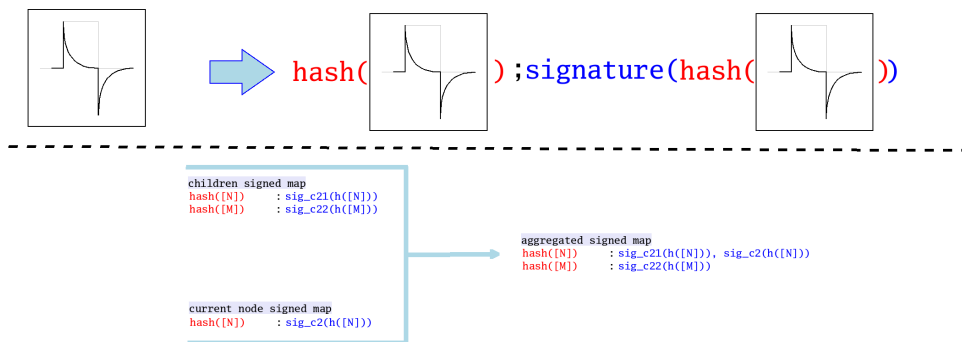 hash( ) ;signature(hash( ))
children signed map
hash([N]) : sig_c21(h([N]))
hash([M]) : sig_c22(h([M]))
aggregated signed map
hash([N]) : sig_c21(h([N])), sig_c2(h([N]))
hash([M]) : sig_c22(h([M]))
current node signed map
hash([N]) : sig_c2(h([N]))